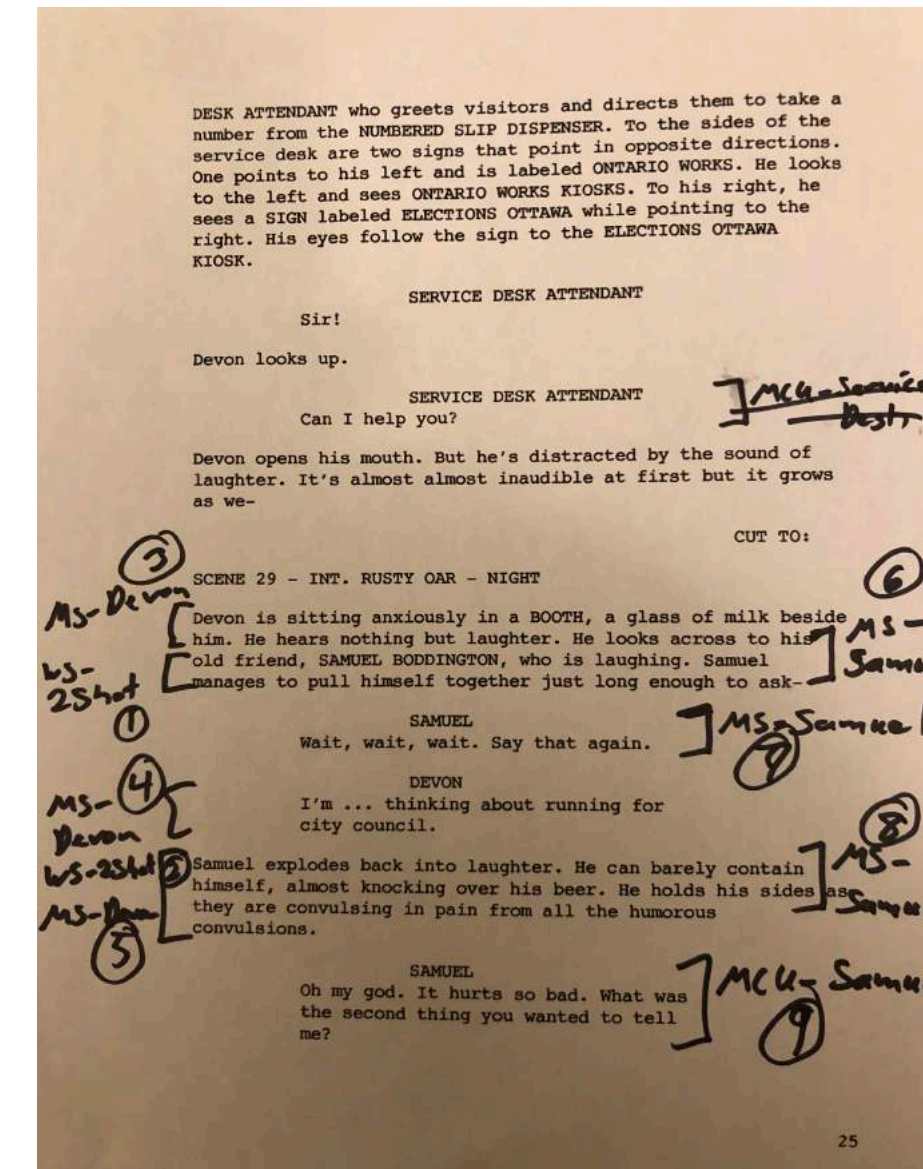 DESK ATTENDANT who greets visitors and directs them to take a
number from the NUMBERED SLIP DISPENSER. To the sides of the
service desk are two signs that point in opposite directions.
One points to his left and is labeled ONTARIO WORKS. He looks
to the left and sees ONTARIO WORKS KIOSKS. To his right, he
sees a SIGN labeled ELECTIONS OTTAWA while pointing to the
right. His eyes follow the sign to the ELECTIONS OTTAWA
KIOSK.
SERVICE DESK ATTENDANT
Sir!
Devon looks up.
SERVICE DESK ATTENDANT
Can I help you?
MCU-Service
Desk
Devon opens his mouth. But he's distracted by the sound of
laughter. It's almost almost inaudible at first but it grows
as we-
CUT TO:
3
MS-Devon
SCENE 29 - INT. RUSTY OAR - NIGHT
6
MS-
Samue
Devon is sitting anxiously in a BOOTH, a glass of milk beside
him. He hears nothing but laughter. He looks across to his
old friend, SAMUEL BODDINGTON, who is laughing. Samuel
manages to pull himself together just long enough to ask-
WS-
2Shot
1
SAMUEL
Wait, wait, wait. Say that again.
MS-Samue
7
DEVON
I'm ... thinking about running for
city council.
4
MS-
Devon
WS-2Shot 2
MS-Devon
5
Samuel explodes back into laughter. He can barely contain
himself, almost knocking over his beer. He holds his sides as
they are convulsing in pain from all the humorous
convulsions.
8
MS-
Samue
SAMUEL
Oh my god. It hurts so bad. What was
the second thing you wanted to tell
me?
MCU-Samue
9
25